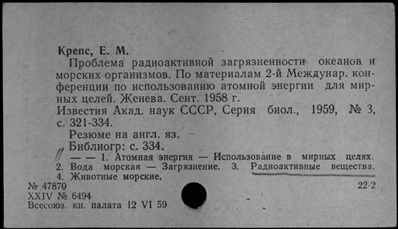 Крепс, Е. М.
Проблема радиоактивной загрязненности океанов и
морских организмов. По материалам 2-й Междунар. кон-
ференции по использованию атомной энергии для мир-
ных целей. Женева. Сент. 1958 г.
Известия Акад. наук СССР, Серия биол., 1959, № 3,
с. 321-334.
Резюме на англ. яз.
Библиогр: с. 334.
— — 1. Атомная энергия — Использование в мирных целях.
2. Вода морская — Загрязнение. 3. Радиоактивные вещества.
4. Животные морские.
№ 47870 22-2
XXIV № 6494
Всесоюз. кн. палата 12 VI 59